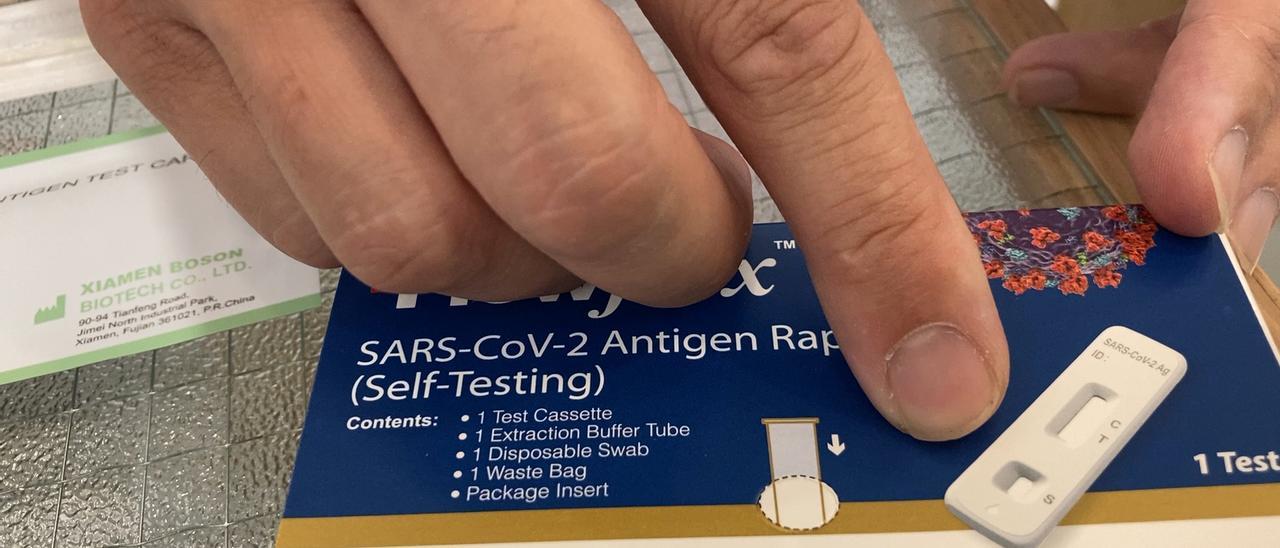 ANTIGEN TEST
XIAMEN BOSON
BIOTECH CO., LTD.
90-94 Tianfeng Road,
Jimei North Industrial Park,
Xiamen, Fujian 361021, P.R.China
TM
SARS-CoV-2 Antigen
(Self-Testing)
Contents:
• 1 Test Cassette
• 1 Extraction Buffer Tube
• 1 Disposable Swab
• 1 Waste Bag
• Package Insert
SARS-CoV-2 Ag
ID:
C
T
S
1 Test